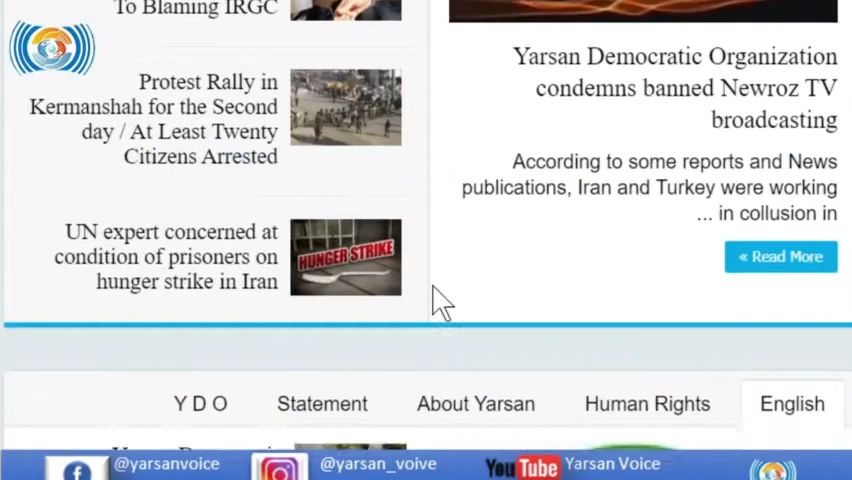 To Blaming IRGC
Protest Rally in
Kermanshah for the Second
day / At Least Twenty
Citizens Arrested
UN expert concerned at
condition of prisoners on
hunger strike in Iran
HUNGER STRIKE
Yarsan Democratic Organization
condemns banned Newroz TV
broadcasting
According to some reports and News
publications, Iran and Turkey were working
... in collusion in
« Read More
Y D O
Statement
About Yarsan
Human Rights
English
@yarsanvoice
@yarsan_voive
YouTube
Yarsan Voice